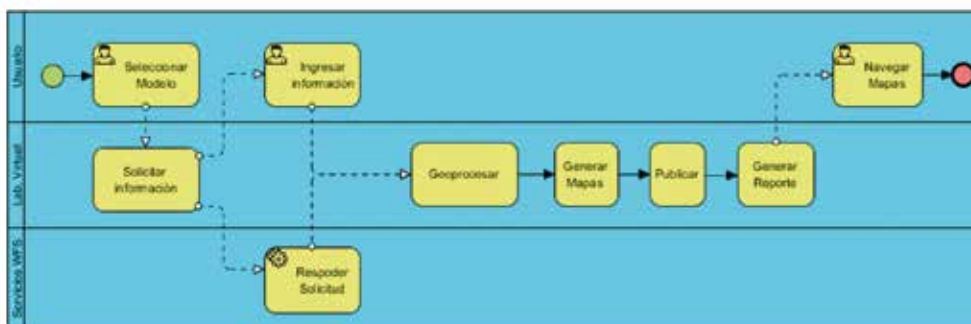 Usuario
Seleccionar
Modelo
Ingresar
información
Navegar
Mapas
Lab. Virtual
Solicitar
información
Geoprocesar
Generar
Mapas
Publicar
Generar
Reporte
Servicios WFS
Respoder
Solicitud